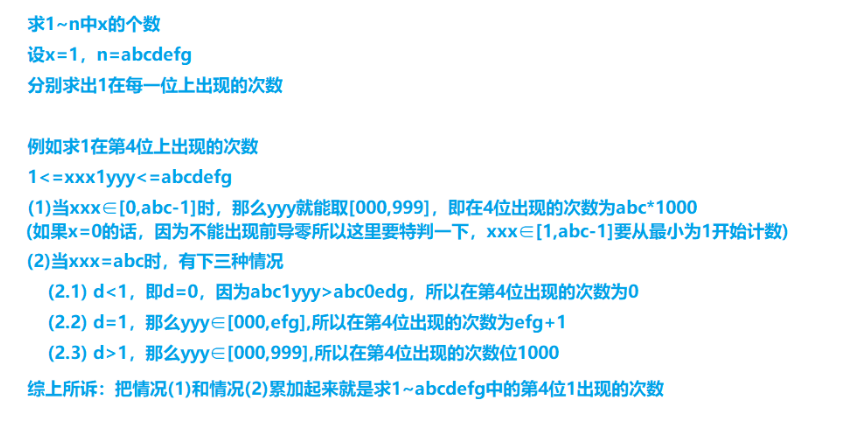 求1~n中x的个数
设x=1，n=abcdefg
分别求出1在每一位上出现的次数
例如求1在第4位上出现的次数
1<=xxx1yyy<=abcdefg
(1)当xxx∈[0,abc-1]时，那么yyy就能取[000,999]，即在4位出现的次数为abc*1000
(如果x=0的话，因为不能出现前导零所以这里要特判一下，xxx∈[1,abc-1]要从最小为1开始计数)
(2)当xxx=abc时，有下三种情况
(2.1) d<1，即d=0，因为abc1yyy>abc0edg，所以在第4位出现的次数为0
(2.2) d=1，那么yyy∈[000,efg],所以在第4位出现的次数为efg+1
(2.3) d>1，那么yyy∈[000,999],所以在第4位出现的次数位1000
综上所诉：把情况(1)和情况(2)累加起来就是求1~abcdefg中的第4位1出现的次数